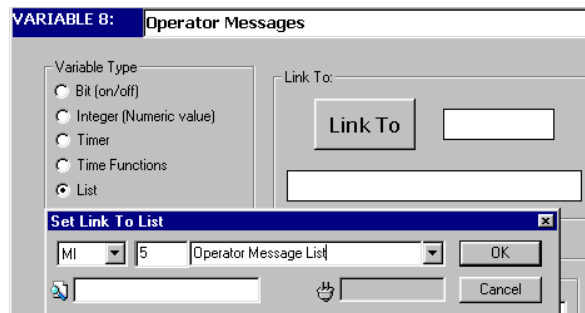 VARIABLE 8: Operator Messages
Variable Type
Link To:
Bit (on/off)
Integer (Numeric value)
Link To
Timer
Time Functions
List
Set Link To List
MI 5 Operator Message List OK
Cancel